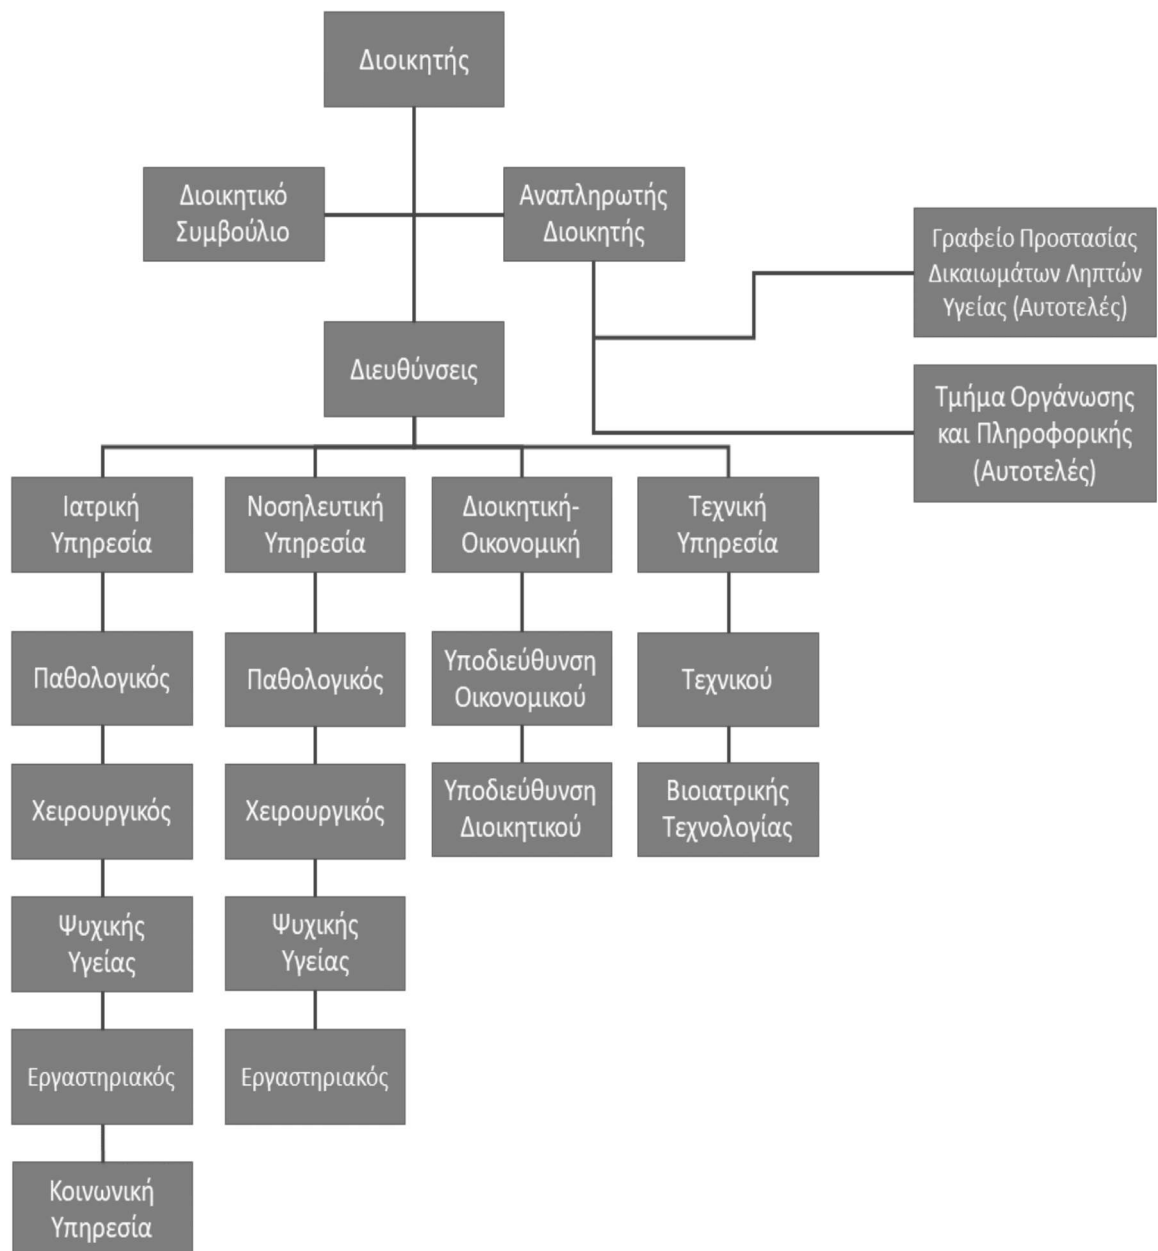 Διοικητής
Διοικητικό
Συμβούλιο
Αναπληρωτής
Διοικητής
Γραφείο Προστασίας
Δικαιωμάτων Ληπτών
Υγείας (Αυτοτελές)
Διευθύνσεις
Τμήμα Οργάνωσης
και Πληροφορικής
(Αυτοτελές)
Ιατρική
Υπηρεσία
Νοσηλευτική
Υπηρεσία
Διοικητική-
Οικονομική
Τεχνική
Υπηρεσία
Παθολογικός
Παθολογικός
Υποδιεύθυνση
Οικονομικού
Τεχνικού
Χειρουργικός
Χειρουργικός
Υποδιεύθυνση
Διοικητικού
Βιοιατρικής
Τεχνολογίας
Ψυχικής
Υγείας
Ψυχικής
Υγείας
Εργαστηριακός
Εργαστηριακός
Κοινωνική
Υπηρεσία